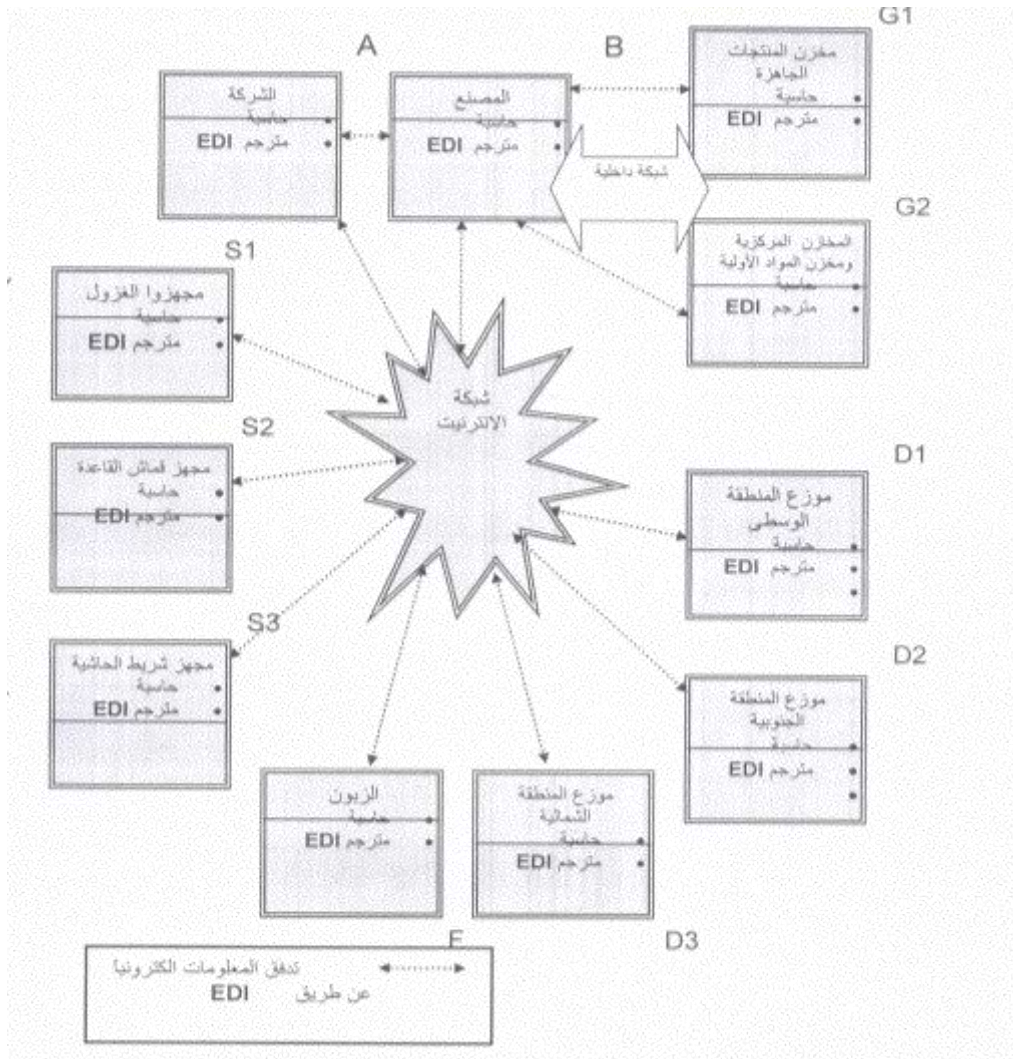 G1
A
B
مخزن المنتجات
الجاهزة
حاسبة
مترجم EDI
الشركة
حاسبة
مترجم EDI
المصنع
حاسبة
مترجم EDI
شبكة داخلية
G2
المخازن المركزية
ومخزن المواد الأولية
حاسبة
مترجم EDI
S1
مجهزوا الغزول
حاسبة
مترجم EDI
شبكة
الانترنيت
S2
مجهز قماش القاعدة
حاسبة
مترجم EDI
D1
موزع المنطقة
الوسطي
حاسبة
مترجم EDI
S3
مجهز شريط الحاشية
حاسبة
مترجم EDI
D2
موزع المنطقة
الجنوبية
حاسبة
مترجم EDI
الزبون
حاسبة
مترجم EDI
موزع المنطقة
الشمالية
حاسبة
مترجم EDI
D3
تدفق المعلومات الكترونيا
عن طريق EDI